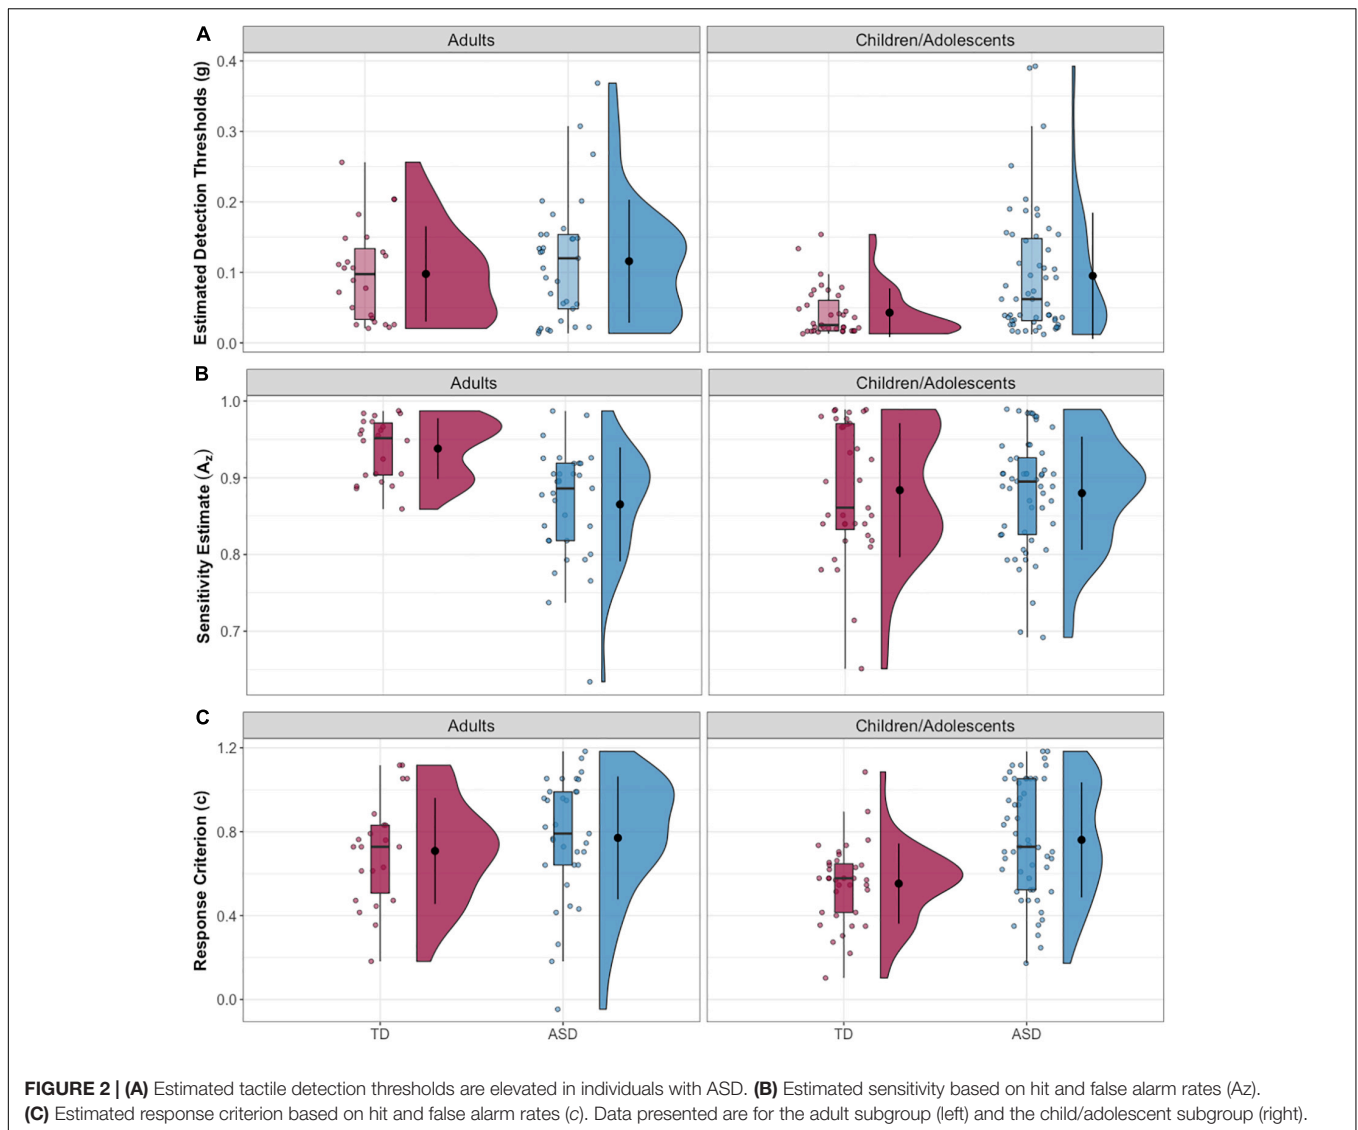 A
Adults
Children/Adolescents
Estimated Detection Thresholds (g)
0.4
0.3
0.2
0.1
0.0
B
Adults
Children/Adolescents
Sensitivity Estimate (Az)
1.0
0.9
0.8
0.7
C
Adults
Children/Adolescents
Response Criterion (c)
1.2
0.8
0.4
0.0
TD
ASD
TD
ASD
FIGURE 2 | (A) Estimated tactile detection thresholds are elevated in individuals with ASD. (B) Estimated sensitivity based on hit and false alarm rates (Az).
(C) Estimated response criterion based on hit and false alarm rates (c). Data presented are for the adult subgroup (left) and the child/adolescent subgroup (right).